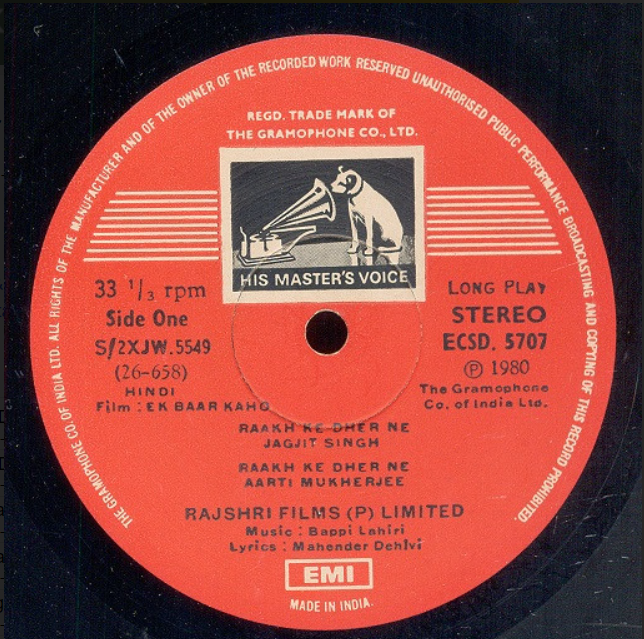 THE GRAMOPHONE CO. OF INDIA LTD. ALL RIGHTS OF THE MANUFACTURER AND OF THE OWNER OF THE RECORDED WORK RESERVED UNAUTHORISED PUBLIC PERFORMANCE BROADCASTING AND COPYING OF THIS RECORD PROHIBITED.
REGD. TRADE MARK OF
THE GRAMOPHONE CO., LTD.
HIS MASTER'S VOICE
33 1/3 rpm
Side One
S/2XJW.5549
(26-658)
HINDI
Film : EK BAAR KAHO
LONG PLAY
STEREO
ECSD. 5707
Ⓟ 1980
The Gramophone
Co. of India Ltd.
RAAKH KE DHER NE
JAGJIT SINGH
RAAKH KE DHER NE
AARTI MUKHERJEE
RAJSHRI FILMS (P) LIMITED
Music : Bappi Lahiri
Lyrics : Mahender Dehlvi
EMI
MADE IN INDIA.